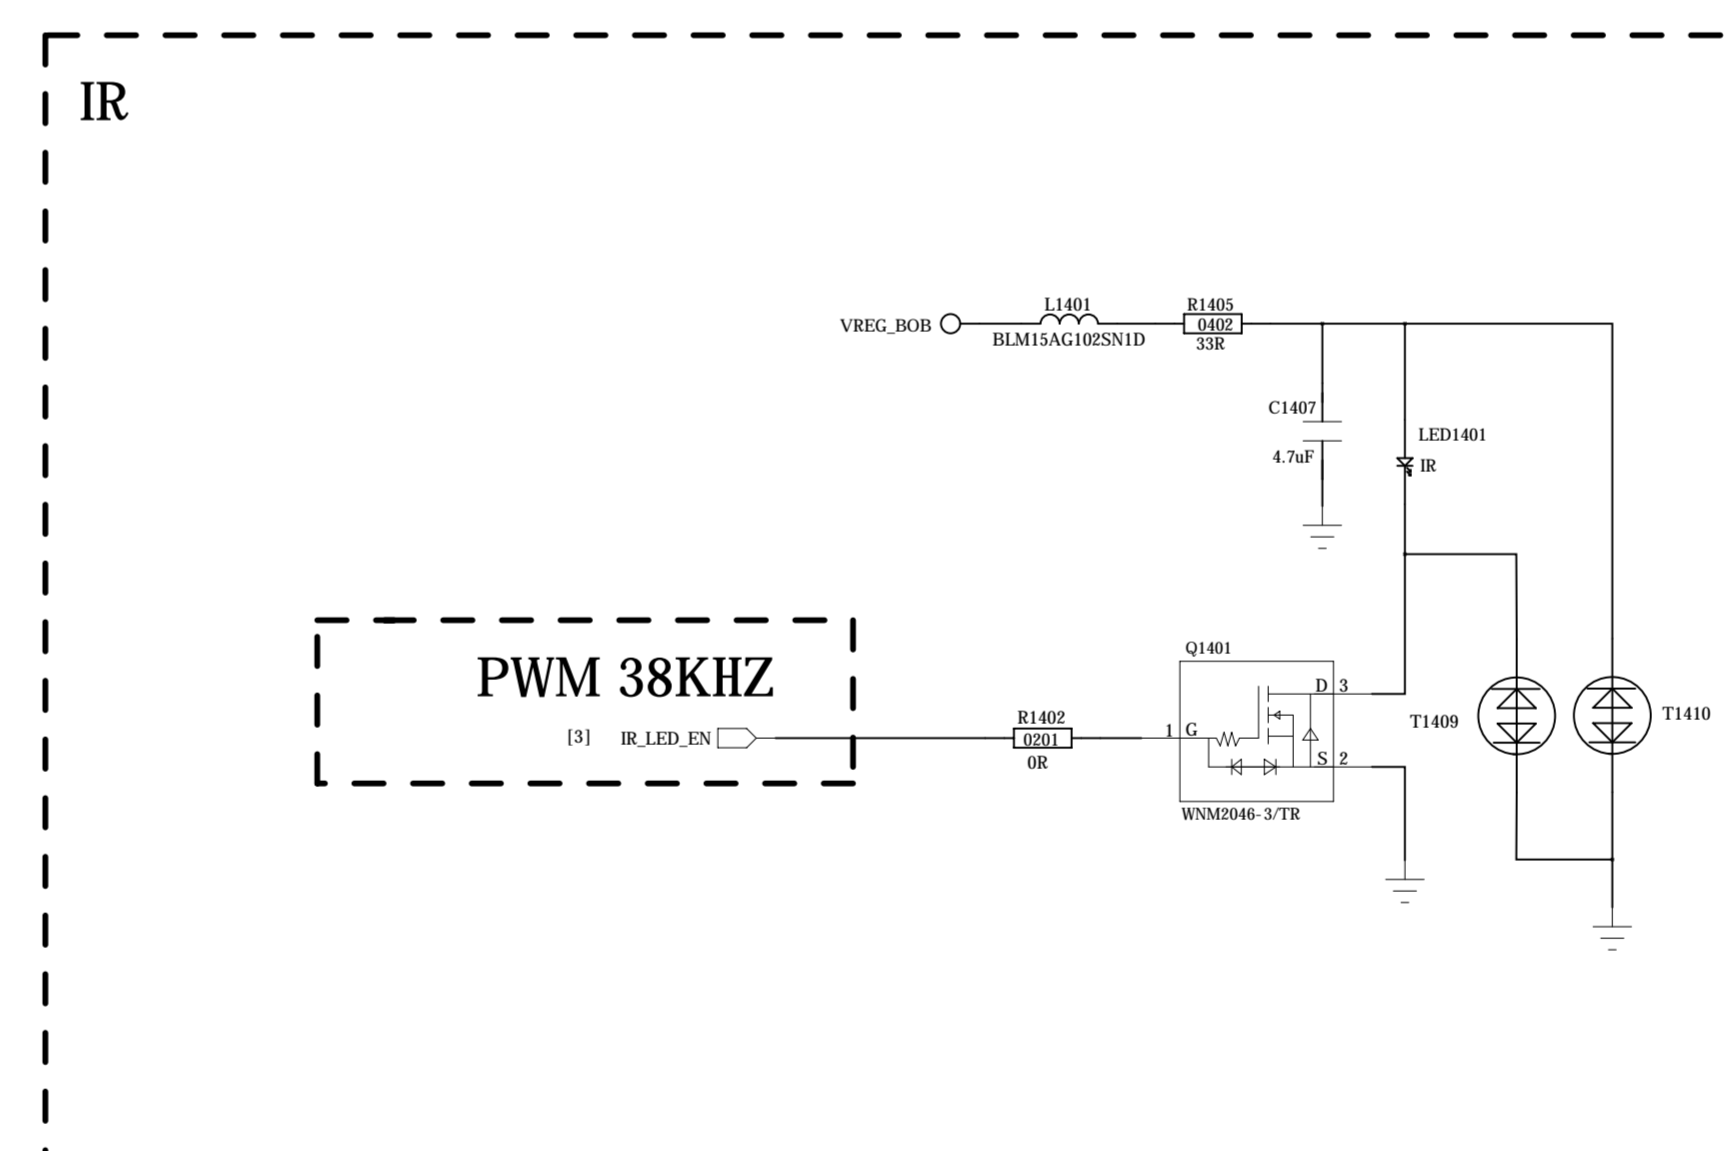 IR
L1401
R1405
VREG_BOB
0402
BLM15AG102SN1D
33R
C1407
LED1401
4.7uF
IR
Q1401
PWM 38KHZ
D 3
R1402
T1409
T1410
[3] IR_LED_EN
0201
1 G
0R
S 2
WNM2046-3/TR